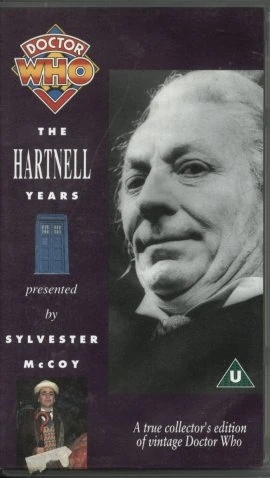 DOCTOR
WHO
THE
HARTNELL
YEARS
presented
by
SYLVESTER
McCOY
U
A true collector's edition
of vintage Doctor Who